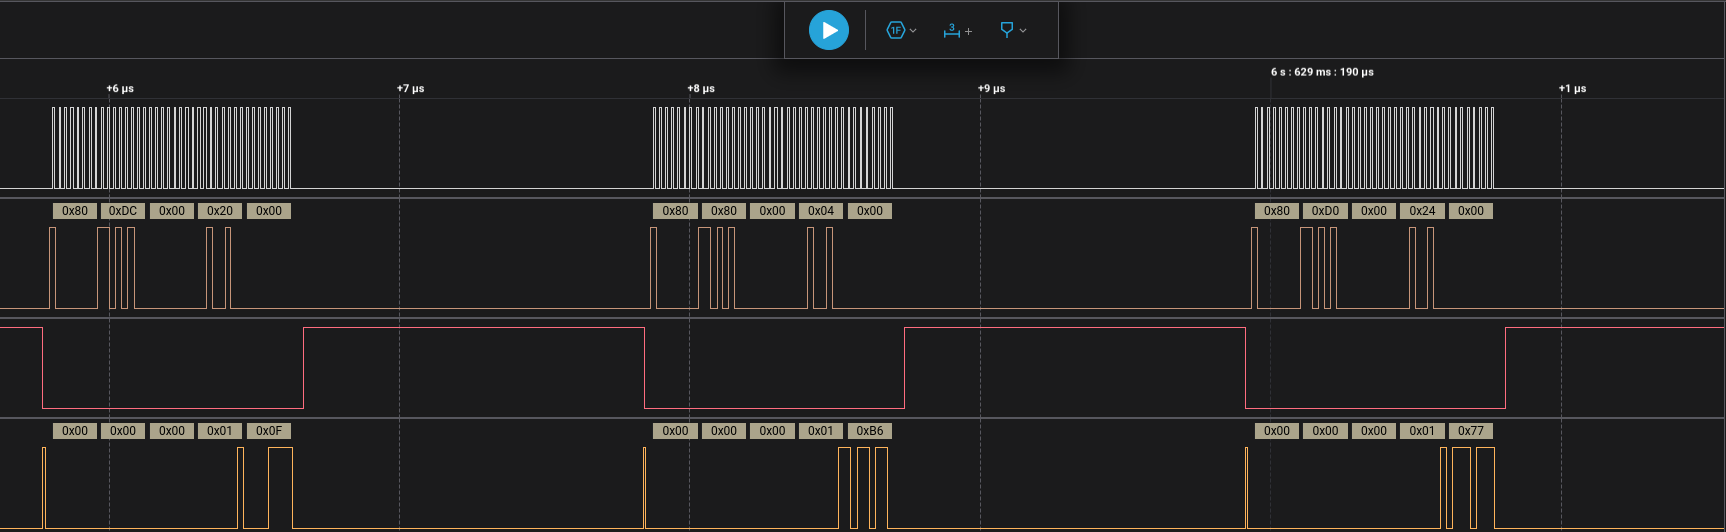 1F
3
+
6 s : 629 ms : 190 µs
+6 µs +7 µs +8 µs +9 µs +1 µs
0x80 0xDC 0x00 0x20 0x00 0x80 0x80 0x00 0x04 0x00 0x80 0xD0 0x00 0x24 0x00
0x00 0x00 0x00 0x01 0x0F 0x00 0x00 0x00 0x01 0xB6 0x00 0x00 0x00 0x01 0x77